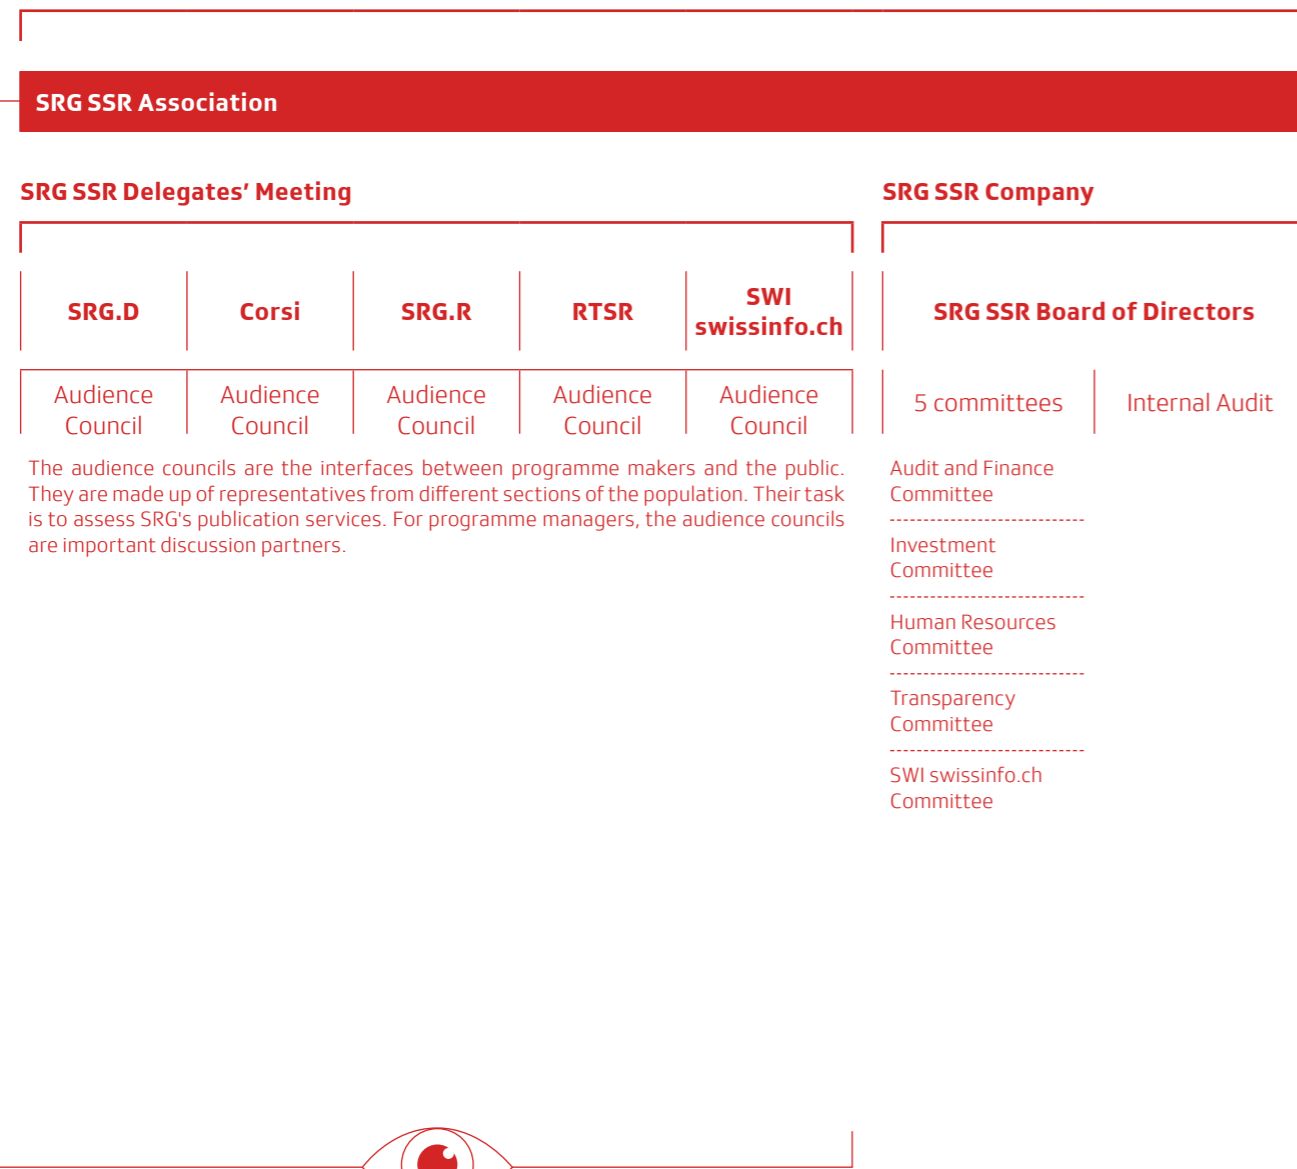 SRG SSR Association
SRG SSR Delegates’ Meeting
SRG.D
Corsi
SRG.R
RTSR
SWI
swissinfo.ch
Audience
Council
Audience
Council
Audience
Council
Audience
Council
Audience
Council
The audience councils are the interfaces between programme makers and the public.
They are made up of representatives from different sections of the population. Their task
is to assess SRG's publication services. For programme managers, the audience councils
are important discussion partners.
SRG SSR Company
SRG SSR Board of Directors
5 committees
Internal Audit
Audit and Finance
Committee
Investment
Committee
Human Resources
Committee
Transparency
Committee
SWI swissinfo.ch
Committee